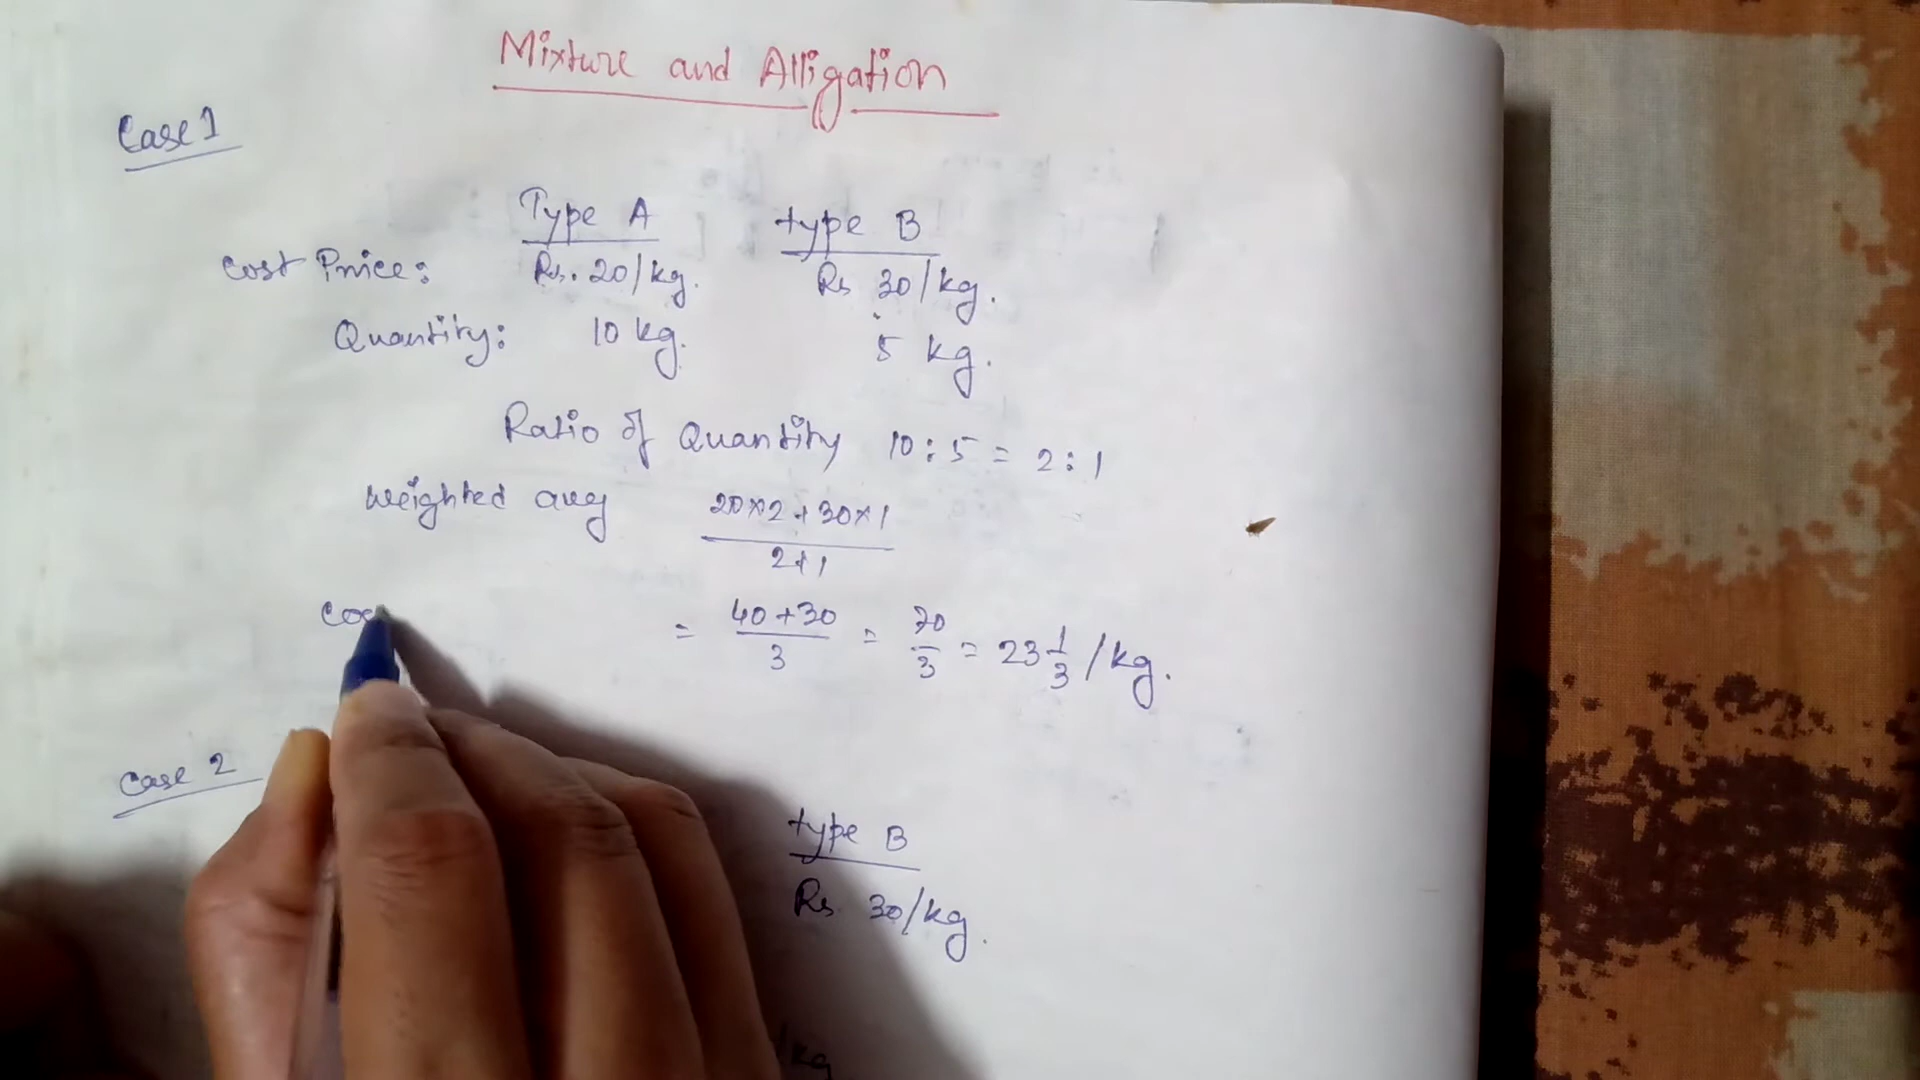 Mixture and Alligation
Case 1
Type A type B
Cost Price: Rs. 20/kg. Rs 30/kg.
Quantity: 10 kg. 5 kg.
Ratio of Quantity 10:5 = 2:1
Weighted avg 20×2+30×1
2+1
= 40+30 = 70 = 23 1/3 /kg.
3 3
Case 2
type B
Rs 30/kg.
/kg